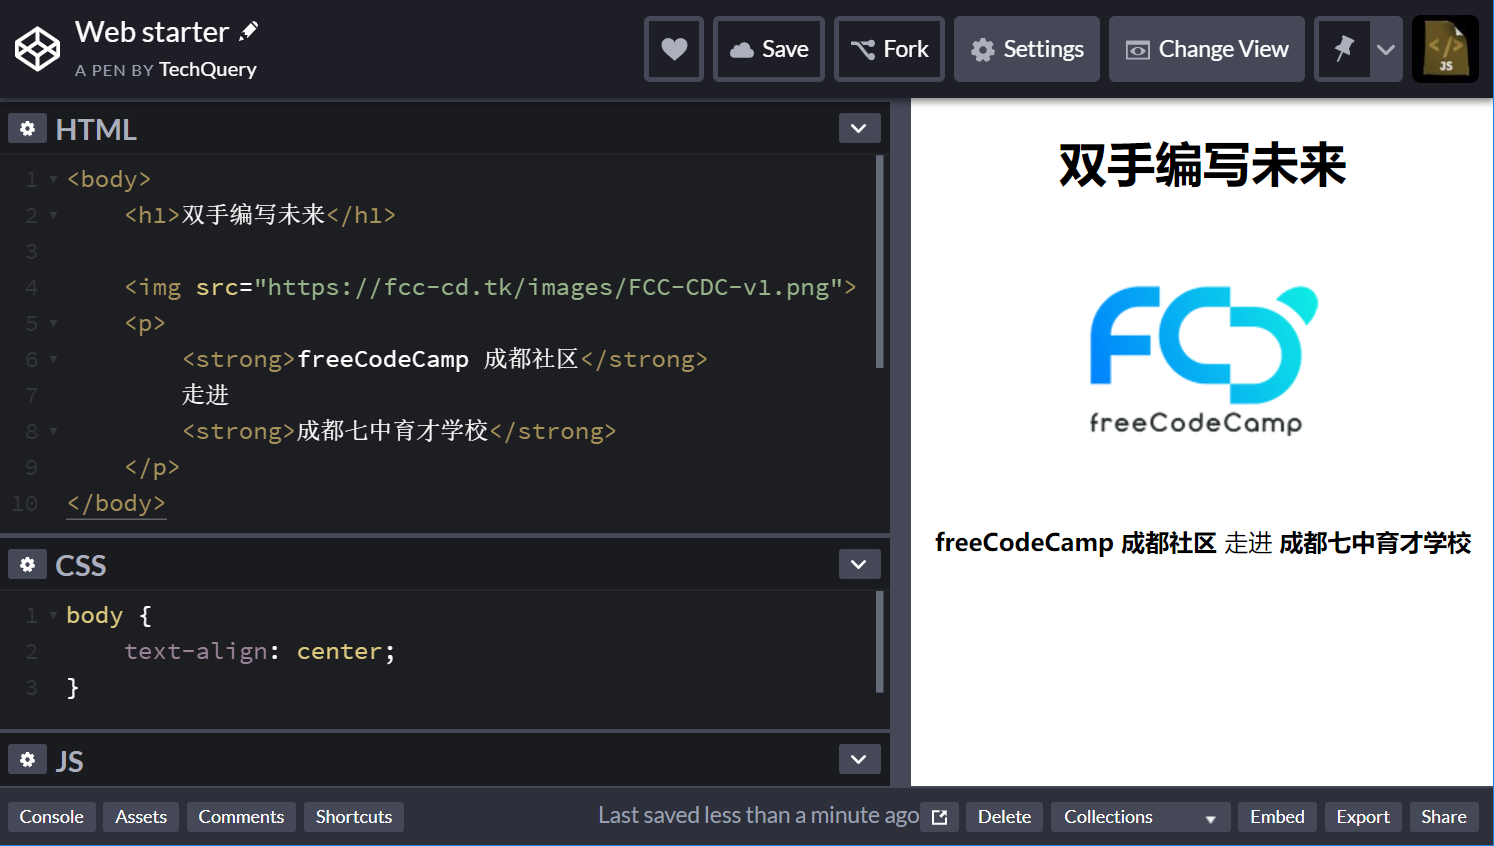 Web starter
A PEN BY TechQuery
Save
Fork
Settings
Change View
JS
HTML
1 <body>
2 <h1>双手编写未来</h1>
3
4 <img src="https://fcc-cd.tk/images/FCC-CDC-v1.png">
5 <p>
6 <strong>freeCodeCamp 成都社区</strong>
7 走进
8 <strong>成都七中育才学校</strong>
9 </p>
10 </body>
CSS
1 body {
2 text-align: center;
3 }
JS
双手编写未来
FCC
freeCodeCamp
freeCodeCamp 成都社区 走进 成都七中育才学校
Console Assets Comments Shortcuts Last saved less than a minute ago Delete Collections Embed Export Share